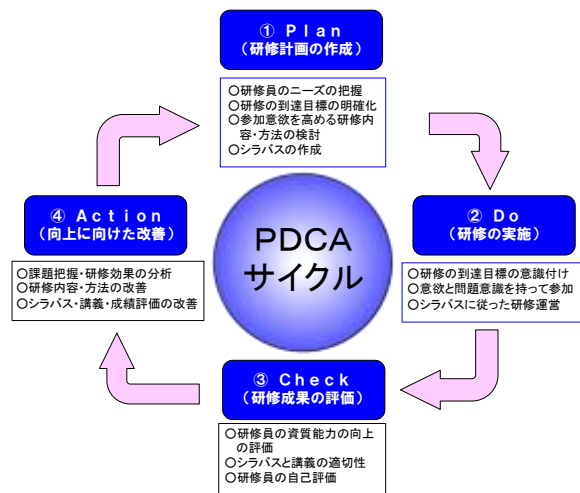 ① Ｐｌａｎ
（研修計画の作成）
○研修員のニーズの把握
○研修の到達目標の明確化
○参加意欲を高める研修内
容・方法の検討
○シラバスの作成
② Ｄｏ
（研修の実施）
○研修の到達目標の意識付け
○意欲と問題意識を持って参加
○シラバスに従った研修運営
③ Ｃｈｅｃｋ
（研修成果の評価）
○研修員の資質能力の向上
の評価
○シラバスと講義の適切性
○研修員の自己評価
④ Ａｃｔｉｏｎ
（向上に向けた改善）
○課題把握・研修効果の分析
○研修内容・方法の改善
○シラバス・講義・成績評価の改善
PDCA
サイクル